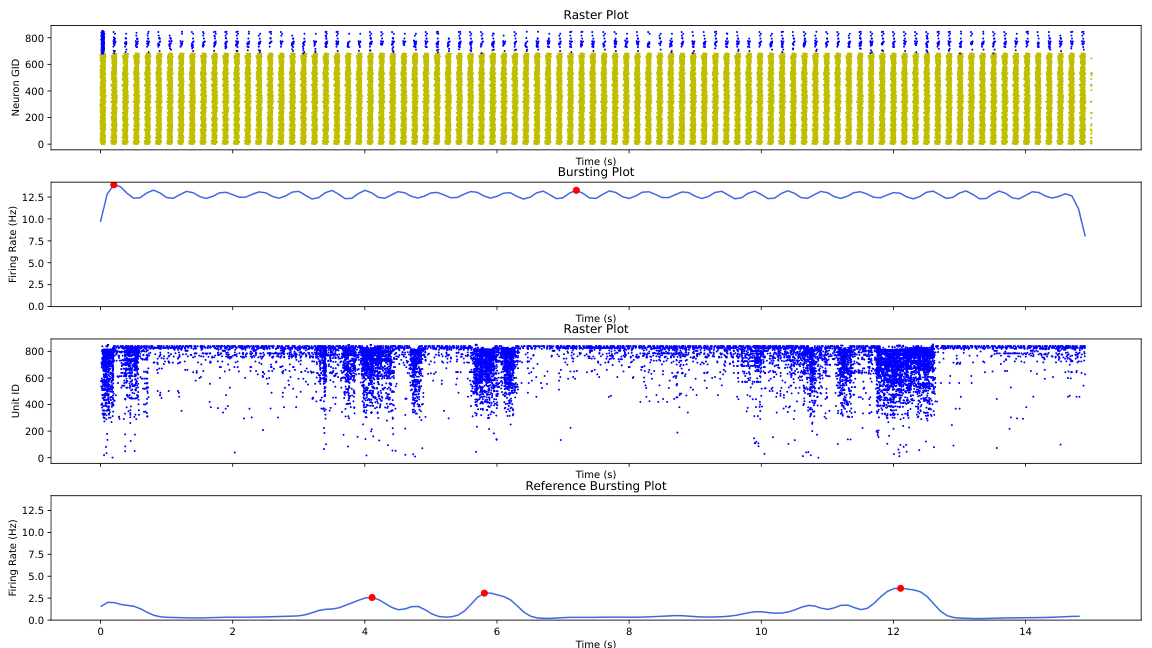 Raster Plot
800
600
400
200
0
Neuron GID
Time (s)
Bursting Plot
12.5
10.0
7.5
5.0
2.5
0.0
Firing Rate (Hz)
Time (s)
Raster Plot
800
600
400
200
0
Unit ID
Time (s)
Reference Bursting Plot
12.5
10.0
7.5
5.0
2.5
0.0
Firing Rate (Hz)
0 2 4 6 8 10 12 14
Time (s)